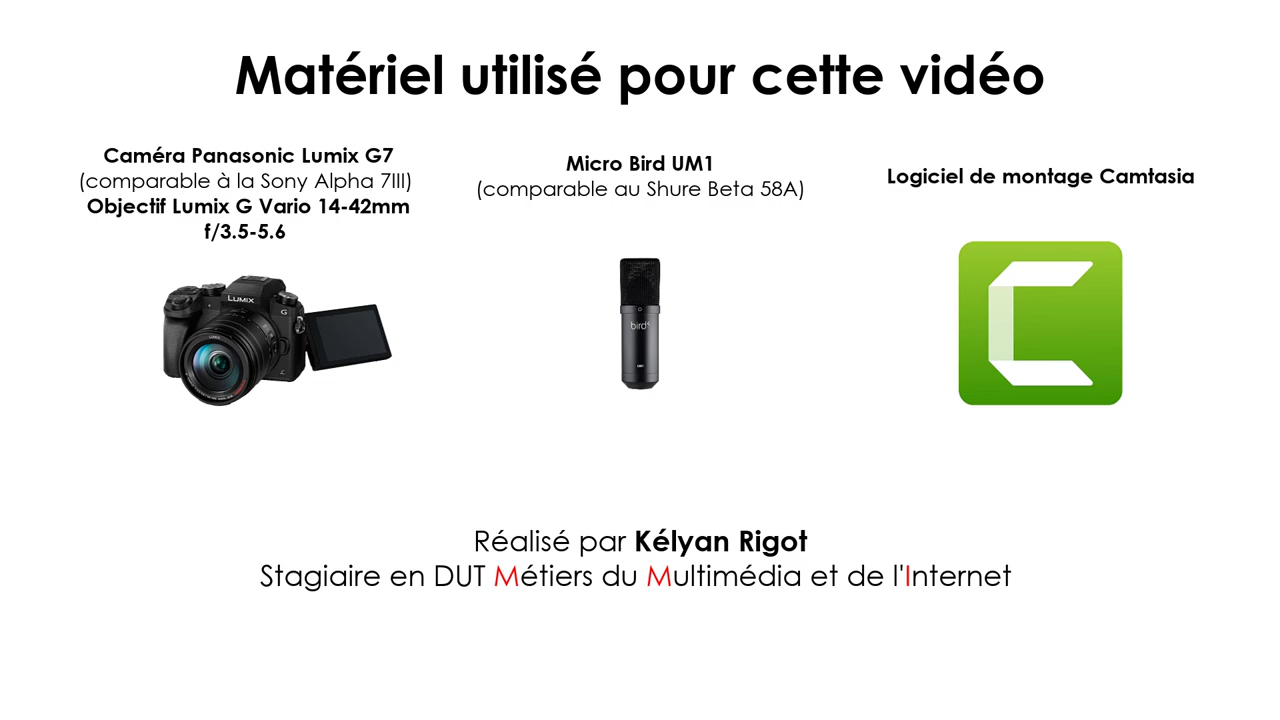 Matériel utilisé pour cette vidéo
Caméra Panasonic Lumix G7
(comparable à la Sony Alpha 7III)
Objectif Lumix G Vario 14-42mm
f/3.5-5.6
Micro Bird UM1
(comparable au Shure Beta 58A)
Logiciel de montage Camtasia
LUMIX
G
bird
UM1
Réalisé par Kélyan Rigot
Stagiaire en DUT Métiers du Multimédia et de l'Internet